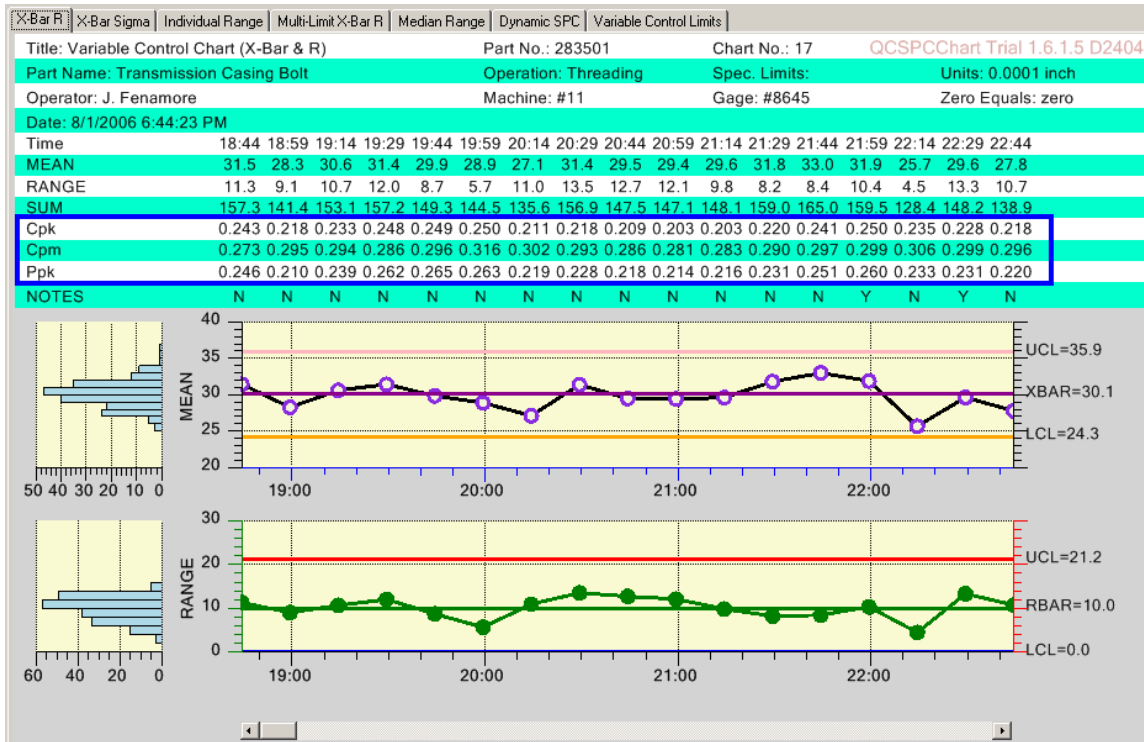 X-Bar R X-Bar Sigma Individual Range Multi-Limit X-Bar R Median Range Dynamic SPC Variable Control Limits
Title: Variable Control Chart (X-Bar & R) Part No.: 283501 Chart No.: 17 QCSPCChart Trial 1.6.1.5 D2404
Part Name: Transmission Casing Bolt Operation: Threading Spec. Limits: Units: 0.0001 inch
Operator: J. Fenamore Machine: #11 Gage: #8645 Zero Equals: zero
Date: 8/1/2006 6:44:23 PM
Time 18:44 18:59 19:14 19:29 19:44 19:59 20:14 20:29 20:44 20:59 21:14 21:29 21:44 21:59 22:14 22:29 22:44
MEAN 31.5 28.3 30.6 31.4 29.9 28.9 27.1 31.4 29.5 29.4 29.6 31.8 33.0 31.9 25.7 29.6 27.8
RANGE 11.3 9.1 10.7 12.0 8.7 5.7 11.0 13.5 12.7 12.1 9.8 8.2 8.4 10.4 4.5 13.3 10.7
SUM 157.3 141.4 153.1 157.2 149.3 144.5 135.6 156.9 147.5 147.1 148.1 159.0 165.0 159.5 128.4 148.2 138.9
Cpk 0.243 0.218 0.233 0.248 0.249 0.250 0.211 0.218 0.209 0.203 0.203 0.220 0.241 0.250 0.235 0.228 0.218
Cpm 0.273 0.295 0.294 0.286 0.296 0.316 0.302 0.293 0.286 0.281 0.283 0.290 0.297 0.299 0.306 0.299 0.296
Ppk 0.246 0.210 0.239 0.262 0.265 0.263 0.219 0.228 0.218 0.214 0.216 0.231 0.251 0.260 0.233 0.231 0.220
NOTES N N N N N N N N N N N N N Y N Y N
40
35 UCL=35.9
MEAN
30 XBAR=30.1
25 LCL=24.3
20
50 40 30 20 10 0 19:00 20:00 21:00 22:00
30
20 UCL=21.2
RANGE
10 RBAR=10.0
0 LCL=0.0
60 40 20 0 19:00 20:00 21:00 22:00